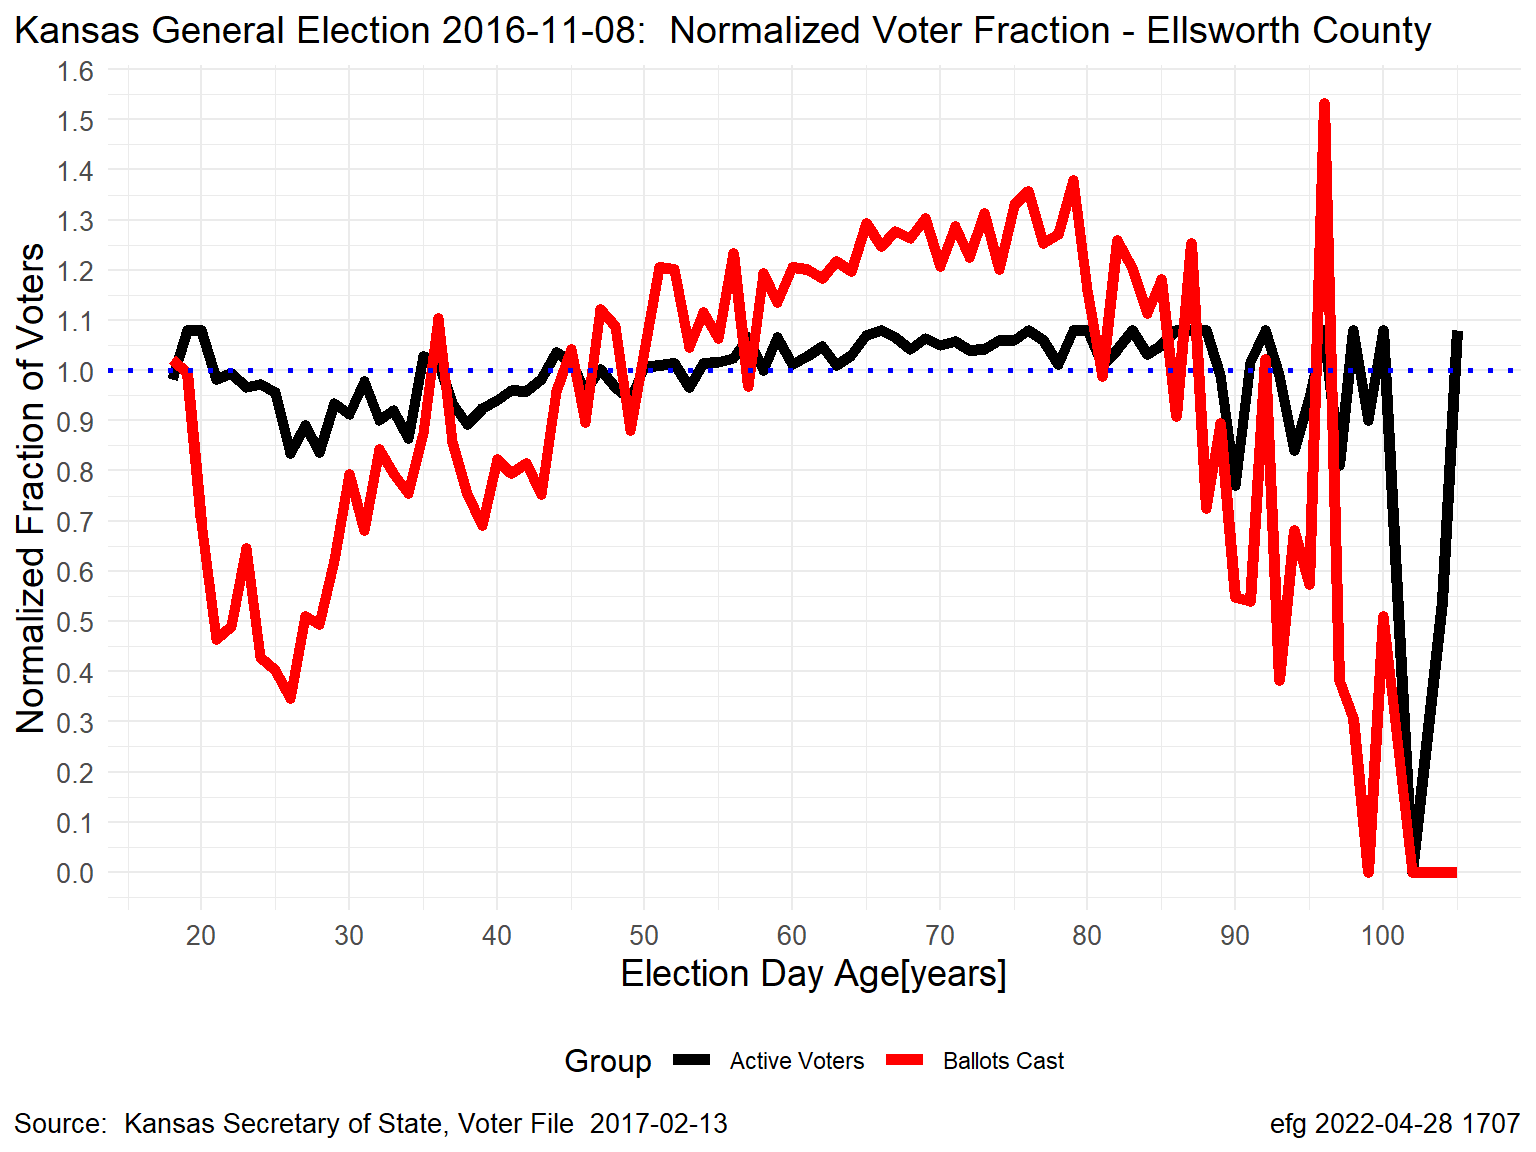 Kansas General Election 2016-11-08:  Normalized Voter Fraction - Ellsworth County
Normalized Fraction of Voters
1.6
1.5
1.4
1.3
1.2
1.1
1.0
0.9
0.8
0.7
0.6
0.5
0.4
0.3
0.2
0.1
0.0
20 30 40 50 60 70 80 90 100
Election Day Age[years]
Group Active Voters Ballots Cast
Source:  Kansas Secretary of State, Voter File  2017-02-13
efg 2022-04-28 1707